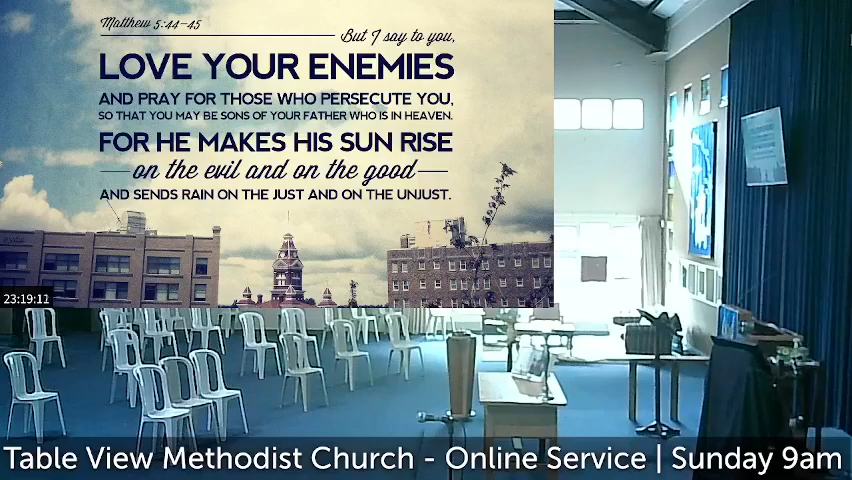 Matthew 5:44-45
But I say to you,
LOVE YOUR ENEMIES
AND PRAY FOR THOSE WHO PERSECUTE YOU,
SO THAT YOU MAY BE SONS OF YOUR FATHER WHO IS IN HEAVEN.
FOR HE MAKES HIS SUN RISE
on the evil and on the good
AND SENDS RAIN ON THE JUST AND ON THE UNJUST.
23:19:11
Table View Methodist Church - Online Service | Sunday 9am